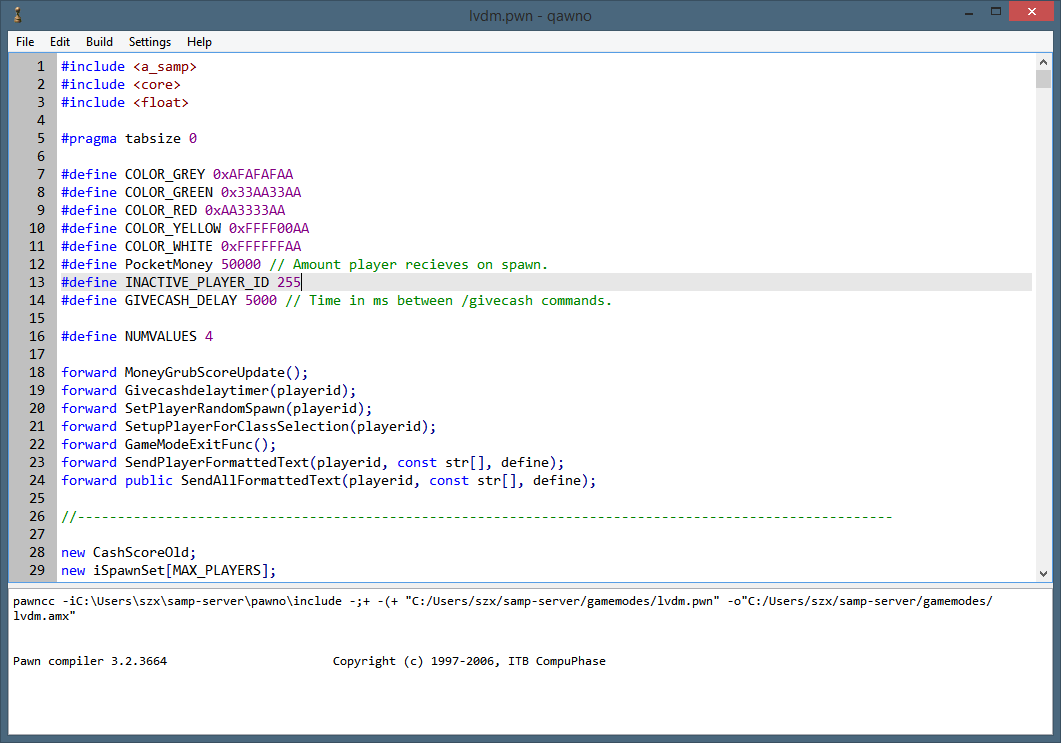 lvdm.pwn - qawno
File Edit Build Settings Help
1 #include <a_samp>
2 #include <core>
3 #include <float>
4
5 #pragma tabsize 0
6
7 #define COLOR_GREY 0xAFAFAFAA
8 #define COLOR_GREEN 0x33AA33AA
9 #define COLOR_RED 0xAA3333AA
10 #define COLOR_YELLOW 0xFFFF00AA
11 #define COLOR_WHITE 0xFFFFFFAA
12 #define PocketMoney 50000 // Amount player recieves on spawn.
13 #define INACTIVE_PLAYER_ID 255
14 #define GIVECASH_DELAY 5000 // Time in ms between /givecash commands.
15
16 #define NUMVALUES 4
17
18 forward MoneyGrubScoreUpdate();
19 forward Givecashdelaytimer(playerid);
20 forward SetPlayerRandomSpawn(playerid);
21 forward SetupPlayerForClassSelection(playerid);
22 forward GameModeExitFunc();
23 forward SendPlayerFormattedText(playerid, const str[], define);
24 forward public SendAllFormattedText(playerid, const str[], define);
25
26 //------------------------------------------------------------------------------------------------------
27
28 new CashScoreOld;
29 new iSpawnSet[MAX_PLAYERS];
pawncc -iC:\Users\szx\samp-server\pawno\include -;+ -(+ "C:/Users/szx/samp-server/gamemodes/lvdm.pwn" -o"C:/Users/szx/samp-server/gamemodes/
lvdm.amx"
Pawn compiler 3.2.3664 Copyright (c) 1997-2006, ITB CompuPhase